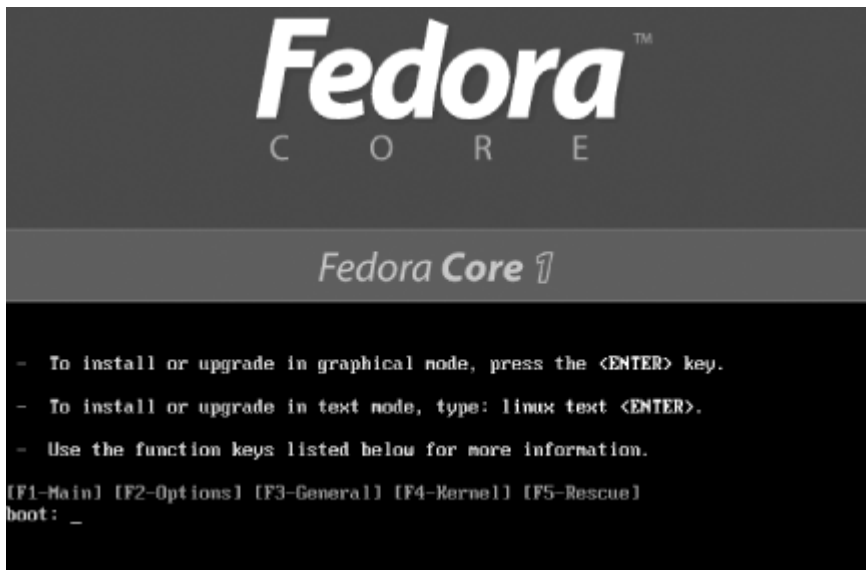 Fedora™
CORE
Fedora Core 1
- To install or upgrade in graphical mode, press the <ENTER> key.
- To install or upgrade in text mode, type: linux text <ENTER>.
- Use the function keys listed below for more information.
[F1-Main] [F2-Options] [F3-General] [F4-Kernel] [F5-Rescue]
boot: _